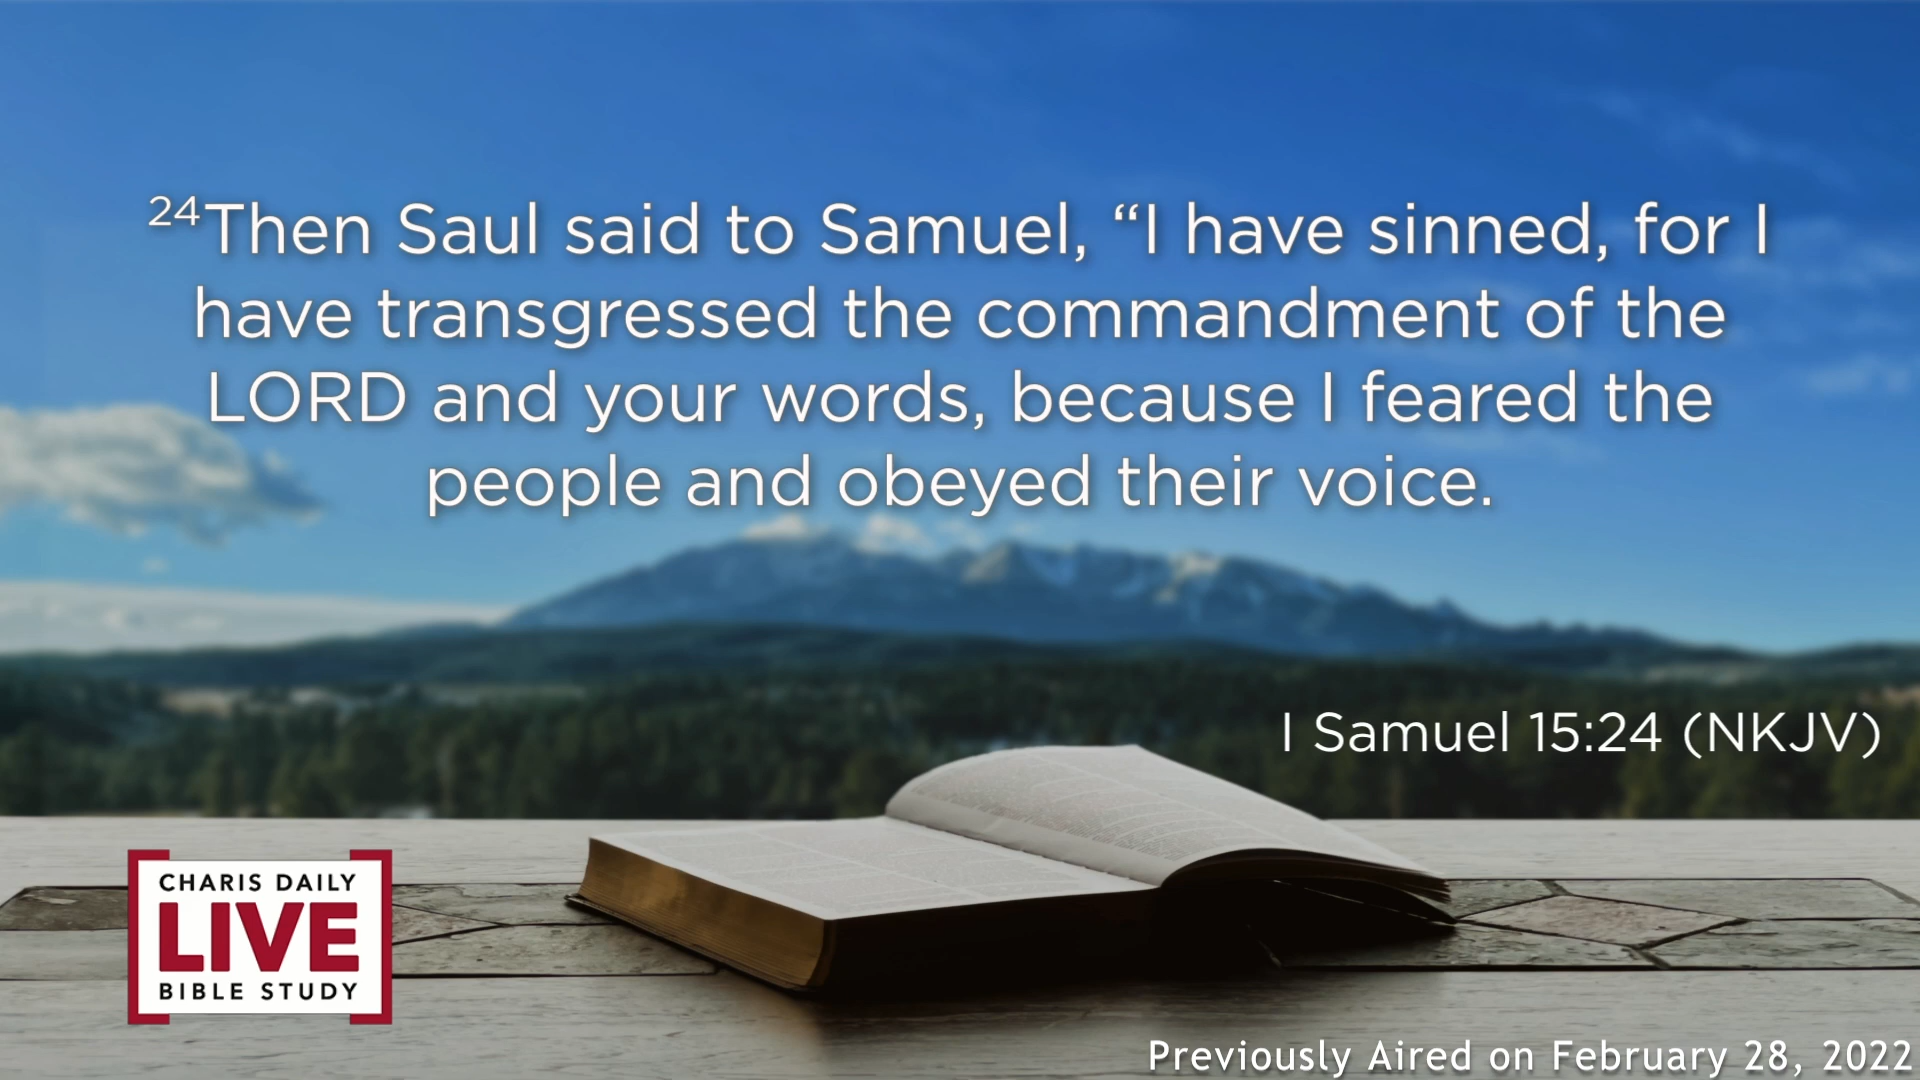 24Then Saul said to Samuel, “I have sinned, for I
have transgressed the commandment of the
LORD and your words, because I feared the
people and obeyed their voice.
I Samuel 15:24 (NKJV)
CHARIS DAILY
LIVE
BIBLE STUDY
Previously Aired on February 28, 2022